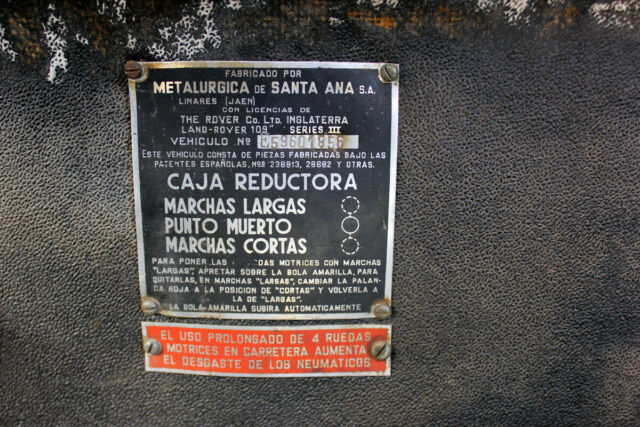 FABRICADO POR
METALURGICA DE SANTA ANA S.A.
LINARES (JAEN)
CON LICENCIAS DE
THE ROVER Co. LTD. INGLATERRA
LAND-ROVER 109" SERIES III
VEHICULO Nº E59601856
ESTE VEHICULO CONSTA DE PIEZAS FABRICADAS BAJO LAS
PATENTES ESPAÑOLAS, Nos 238813, 28682 Y OTRAS.
CAJA REDUCTORA
MARCHAS LARGAS
PUNTO MUERTO
MARCHAS CORTAS
PARA PONER LAS DAS MOTRICES CON MARCHAS
"LARGAS", APRETAR SOBRE LA BOLA AMARILLA, PARA
QUITARLAS, EN MARCHAS "LARGAS", CAMBIAR LA PALAN-
CA ROJA A LA POSICION DE "CORTAS" Y VOLVERLA A
LA DE "LARGAS".
LA BOLA AMARILLA SUBIRA AUTOMATICAMENTE
EL USO PROLONGADO DE 4 RUEDAS
MOTRICES EN CARRETERA AUMENTA
EL DESGASTE DE LOS NEUMATICOS